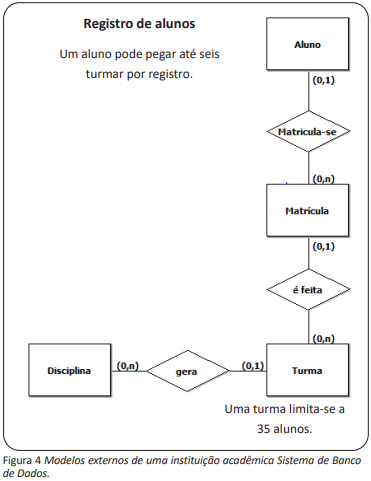 Registro de alunos
Um aluno pode pegar até seis
turmar por registro.
Aluno
(0,1)
Matricula-se
(0,n)
Matrícula
(0,1)
é feita
(0,n)
Disciplina
(0,n)
gera
(0,1)
Turma
Uma turma limita-se a
35 alunos.
Figura 4 Modelos externos de uma instituição acadêmica Sistema de Banco
de Dados.